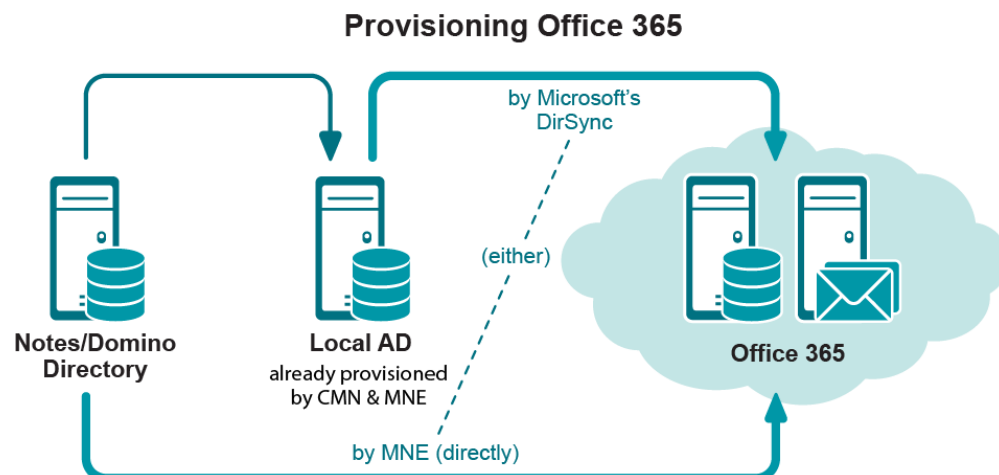 Provisioning Office 365
by Microsoft’s
DirSync
(either)
Notes/Domino
Directory
Local AD
already provisioned
by CMN & MNE
Office 365
by MNE (directly)